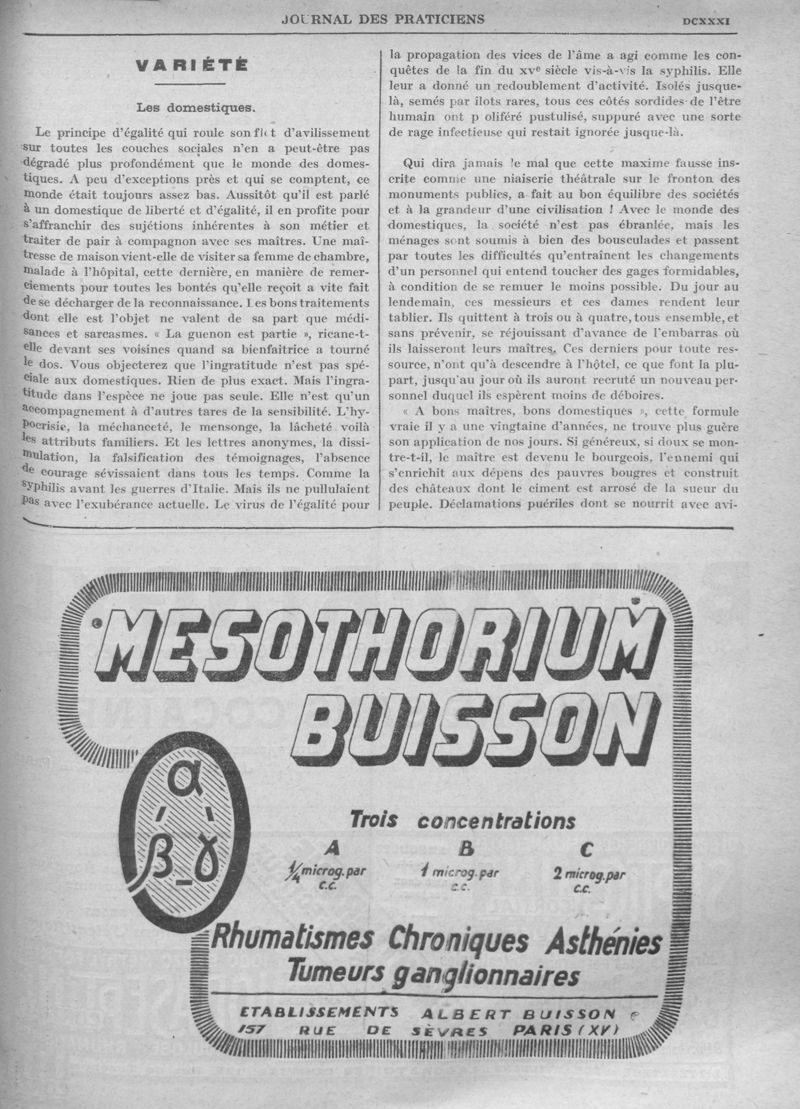 JOURNAL DES PRATICIENS
DCXXXI
VARIÉTÉ
Les domestiques.
Le principe d'égalité qui roule son flot d'avilissement
sur toutes les couches sociales n'en a peut-être pas
dégradé plus profondément que le monde des domes-
tiques. A peu d'exceptions près et qui se comptent, ce
monde était toujours assez bas. Aussitôt qu'il est parlé
à un domestique de liberté et d'égalité, il en profite pour
s'affranchir des sujétions inhérentes à son métier et
traiter de pair à compagnon avec ses maîtres. Une maî-
tresse de maison vient-elle de visiter sa femme de chambre,
malade à l'hôpital, cette dernière, en manière de remer-
ciements pour toutes les bontés qu'elle reçoit a vite fait
de se décharger de la reconnaissance. Les bons traitements
dont elle est l'objet ne valent de sa part que médi-
sances et sarcasmes. « La guenon est partie », ricane-t-
elle devant ses voisines quand sa bienfaitrice a tourné
le dos. Vous objecterez que l'ingratitude n'est pas spé-
ciale aux domestiques. Rien de plus exact. Mais l'ingra-
titude dans l'espèce ne joue pas seule. Elle n'est qu'un
accompagnement à d'autres tares de la sensibilité. L'hy-
pocrisie, la méchanceté, le mensonge, la lâcheté voilà
les attributs familiers. Et les lettres anonymes, la dissi-
mulation, la falsification des témoignages, l'absence
de courage sévissaient dans tous les temps. Comme la
syphilis avant les guerres d'Italie. Mais ils ne pullulaient
pas avec l'exubérance actuelle. Le virus de l'égalité pour
la propagation des vices de l'âme a agi comme les con-
quêtes de la fin du xve siècle vis-à-vis la syphilis. Elle
leur a donné un redoublement d'activité. Isolés jusque-
là, semés par îlots rares, tous ces côtés sordides de l'être
humain ont p oliféré pustulisé, suppuré avec une sorte
de rage infectieuse qui restait ignorée jusque-là.
Qui dira jamais le mal que cette maxime fausse ins-
crite comme une niaiserie théâtrale sur le fronton des
monuments publics, a fait au bon équilibre des sociétés
et à la grandeur d'une civilisation ! Avec le monde des
domestiques, la société n'est pas ébranlée, mais les
ménages sont soumis à bien des bousculades et passent
par toutes les difficultés qu'entraînent les changements
d'un personnel qui entend toucher des gages formidables,
à condition de se remuer le moins possible. Du jour au
lendemain, ces messieurs et ces dames rendent leur
tablier. Ils quittent à trois ou à quatre, tous ensemble, et
sans prévenir, se réjouissant d'avance de l'embarras où
ils laisseront leurs maîtres. Ces derniers pour toute res-
source, n'ont qu'à descendre à l'hôtel, ce que font la plu-
part, jusqu'au jour où ils auront recruté un nouveau per-
sonnel duquel ils espèrent moins de déboires.
« A bons maîtres, bons domestiques », cette formule
vraie il y a une vingtaine d'années, ne trouve plus guère
son application de nos jours. Si généreux, si doux se mon-
tre-t-il, le maître est devenu le bourgeois, l'ennemi qui
s'enrichit aux dépens des pauvres bougres et construit
des châteaux dont le ciment est arrosé de la sueur du
peuple. Déclamations puériles dont se nourrit avec avi-
MESOTHORIUM
BUISSON
α
β - γ
Trois concentrations
A B C
1/4 microg. par c.c.
1 microg. par c.c.
2 microg. par c.c.
Rhumatismes Chroniques Asthénies
Tumeurs ganglionnaires
ETABLISSEMENTS ALBERT BUISSON
157 RUE DE SÈVRES PARIS (XV)